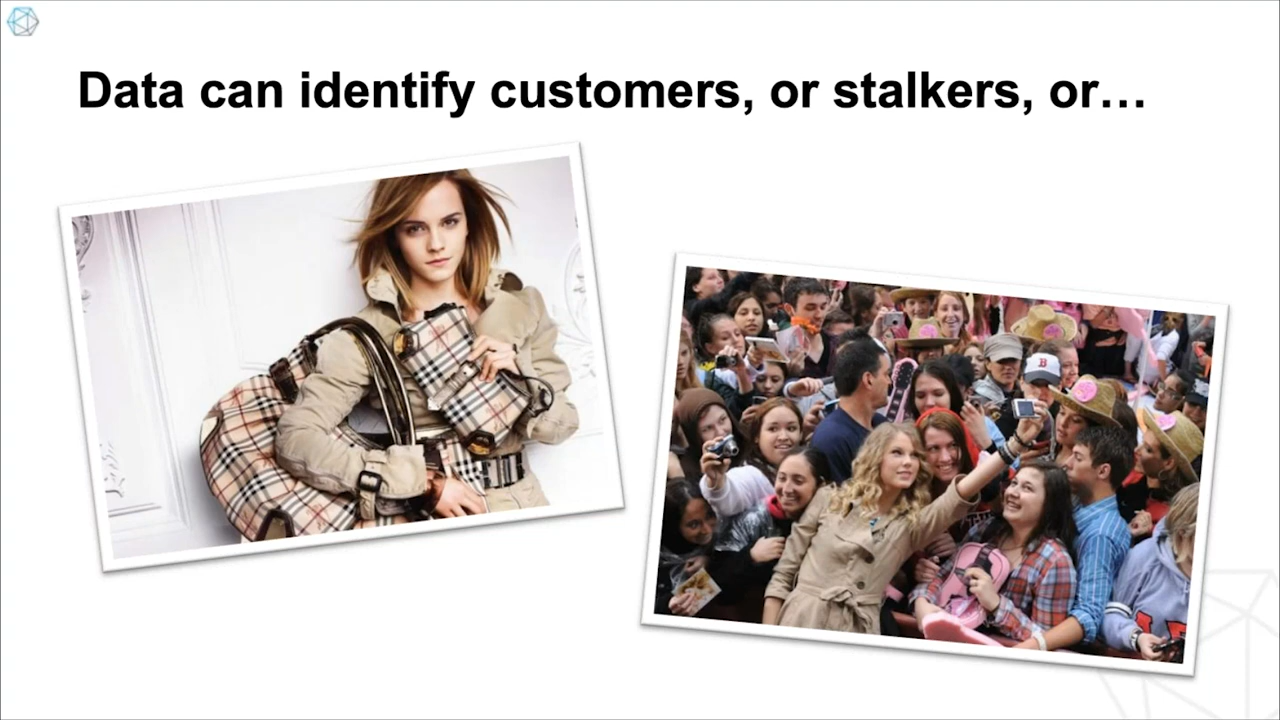 Data can identify customers, or stalkers, or…